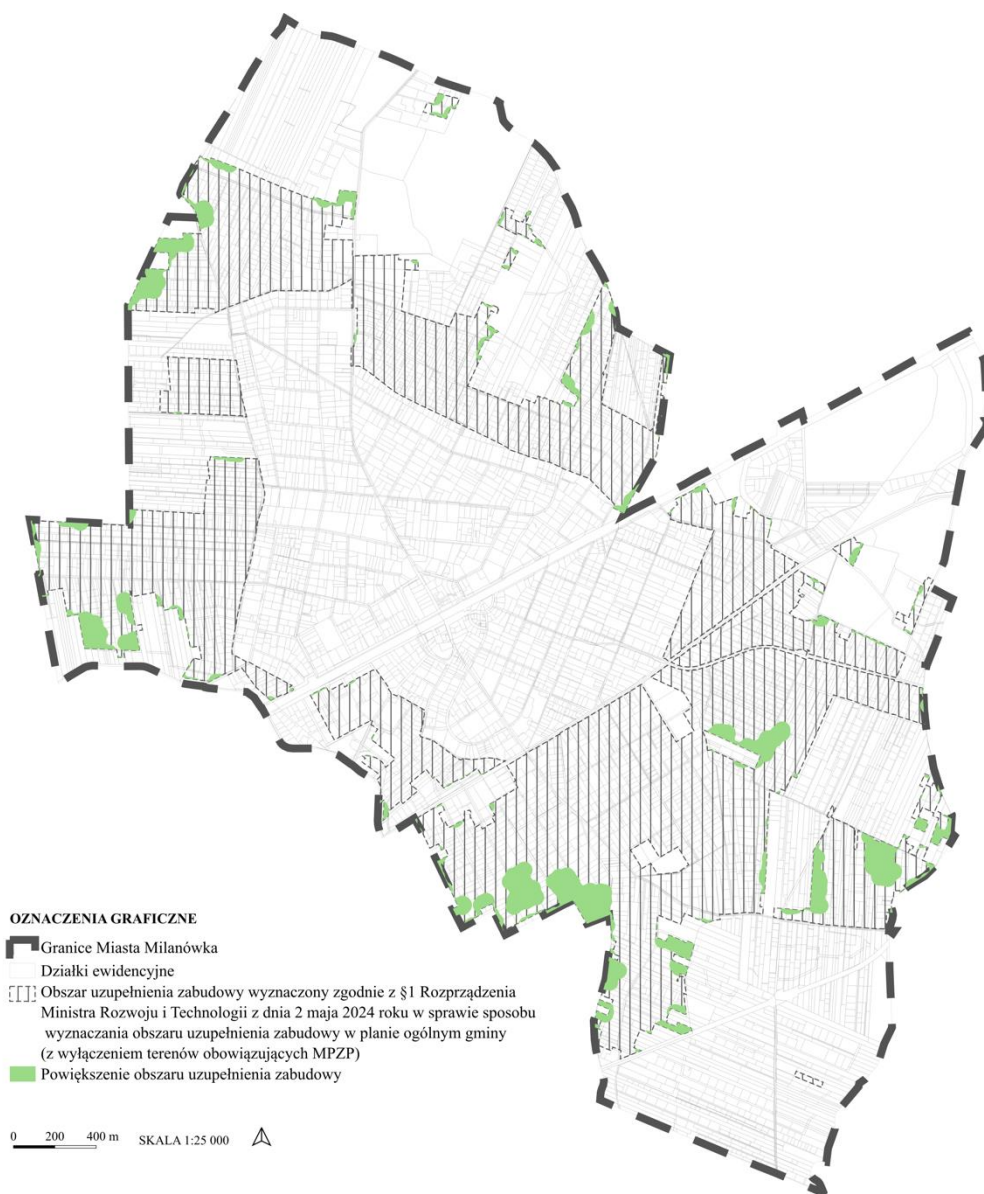 OZNACZENIA GRAFICZNE
Granice Miasta Milanówka
Działki ewidencyjne
Obszar uzupełnienia zabudowy wyznaczony zgodnie z §1 Rozprządzenia
Ministra Rozwoju i Technologii z dnia 2 maja 2024 roku w sprawie sposobu
wyznaczania obszaru uzupełnienia zabudowy w planie ogólnym gminy
(z wyłączeniem terenów obowiązujących MPZP)
Powiększenie obszaru uzupełnienia zabudowy
0 200 400 m SKALA 1:25 000